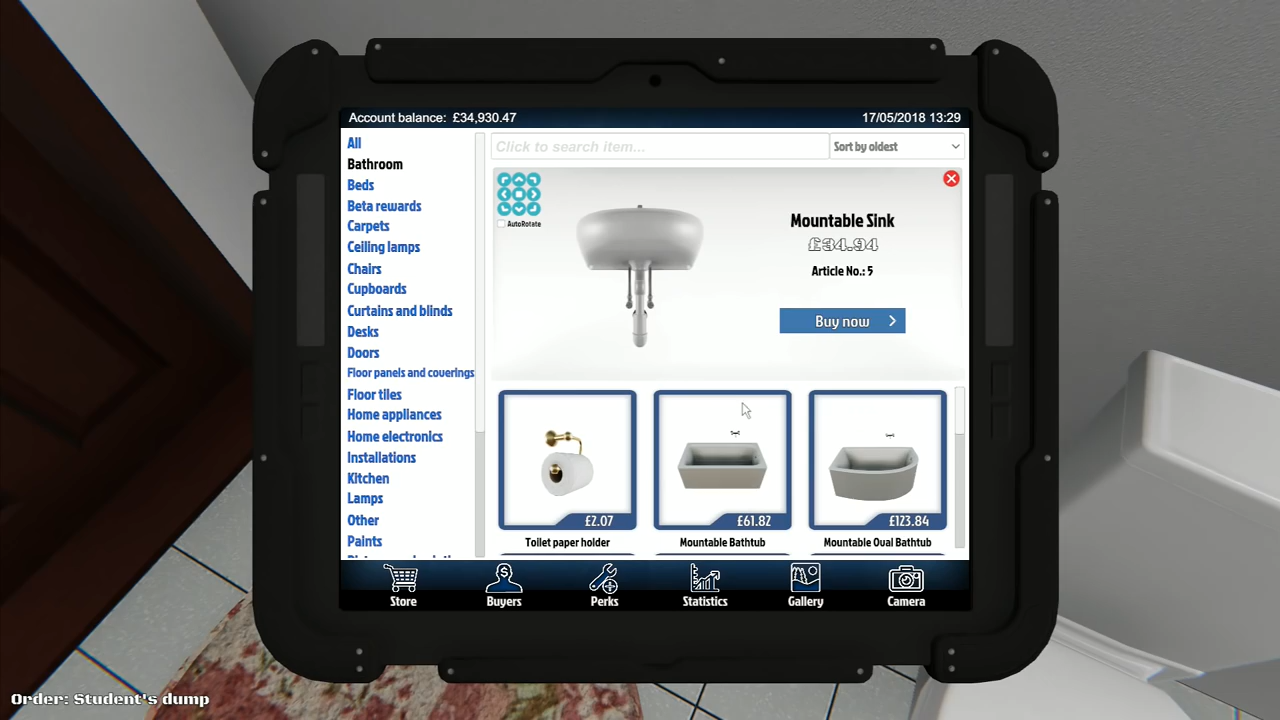 Account balance: £34,930.47
17/05/2018 13:29
All
Bathroom
Beds
Beta rewards
Carpets
Ceiling lamps
Chairs
Cupboards
Curtains and blinds
Desks
Doors
Floor panels and coverings
Floor tiles
Home appliances
Home electronics
Installations
Kitchen
Lamps
Other
Paints
Click to search item...
Sort by oldest
AutoRotate
Mountable Sink
£34.94
Article No.: 5
Buy now
£2.07
£61.82
£123.84
Toilet paper holder
Mountable Bathtub
Mountable Oval Bathtub
Store
Buyers
Perks
Statistics
Gallery
Camera
Order: Student's dump